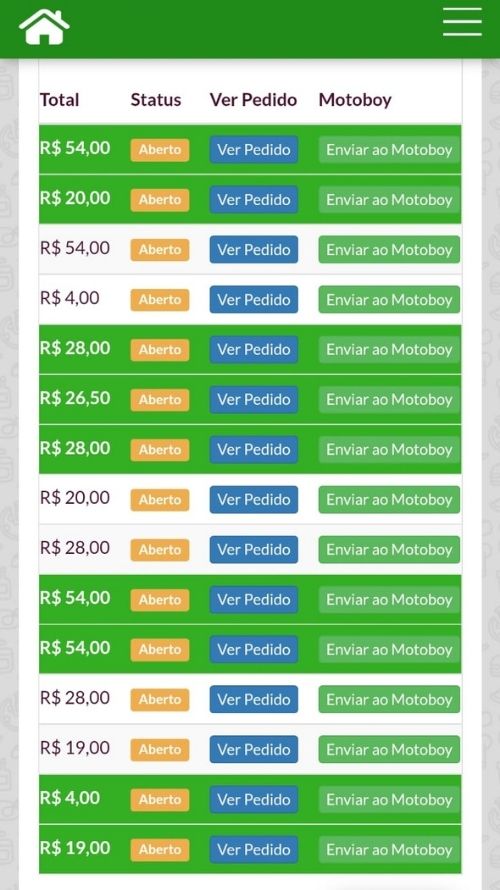 Total Status Ver Pedido Motoboy
R$ 54,00 Aberto Ver Pedido Enviar ao Motoboy
R$ 20,00 Aberto Ver Pedido Enviar ao Motoboy
R$ 54,00 Aberto Ver Pedido Enviar ao Motoboy
R$ 4,00 Aberto Ver Pedido Enviar ao Motoboy
R$ 28,00 Aberto Ver Pedido Enviar ao Motoboy
R$ 26,50 Aberto Ver Pedido Enviar ao Motoboy
R$ 28,00 Aberto Ver Pedido Enviar ao Motoboy
R$ 20,00 Aberto Ver Pedido Enviar ao Motoboy
R$ 28,00 Aberto Ver Pedido Enviar ao Motoboy
R$ 54,00 Aberto Ver Pedido Enviar ao Motoboy
R$ 54,00 Aberto Ver Pedido Enviar ao Motoboy
R$ 28,00 Aberto Ver Pedido Enviar ao Motoboy
R$ 19,00 Aberto Ver Pedido Enviar ao Motoboy
R$ 4,00 Aberto Ver Pedido Enviar ao Motoboy
R$ 19,00 Aberto Ver Pedido Enviar ao Motoboy